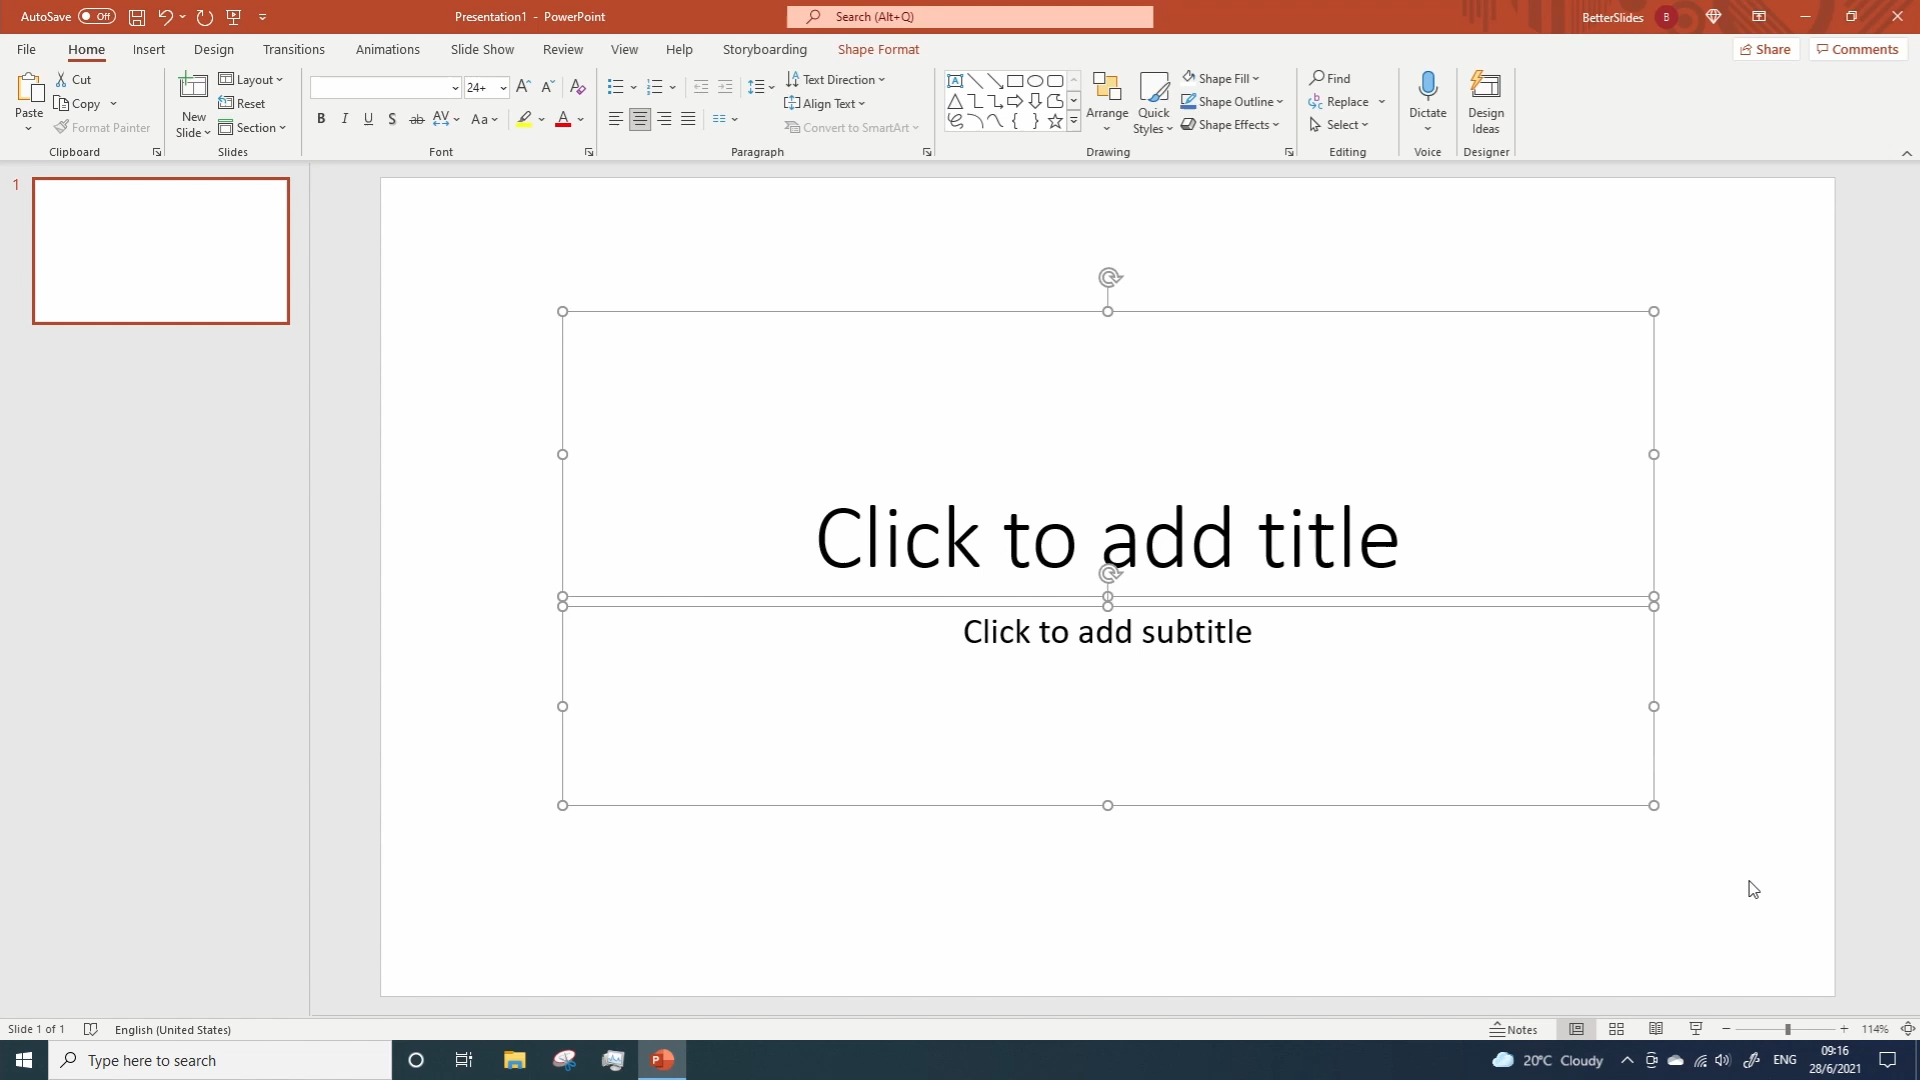 AutoSave Off Presentation1 - PowerPoint Search (Alt+Q) BetterSlides B
File Home Insert Design Transitions Animations Slide Show Review View Help Storyboarding Shape Format Share Comments
Paste
Cut
Copy
Format Painter
Clipboard
New
Slide
Layout
Reset
Section
Slides
24+
B I U S ab AV Aa A
Font
Text Direction
Align Text
Convert to SmartArt
Paragraph
Arrange
Quick
Styles
Shape Fill
Shape Outline
Shape Effects
Drawing
Find
Replace
Select
Editing
Dictate
Voice
Design
Ideas
Designer
1
Click to add title
Click to add subtitle
Slide 1 of 1 English (United States) Notes 114%
Type here to search 20°C Cloudy ENG
09:16
28/6/2021